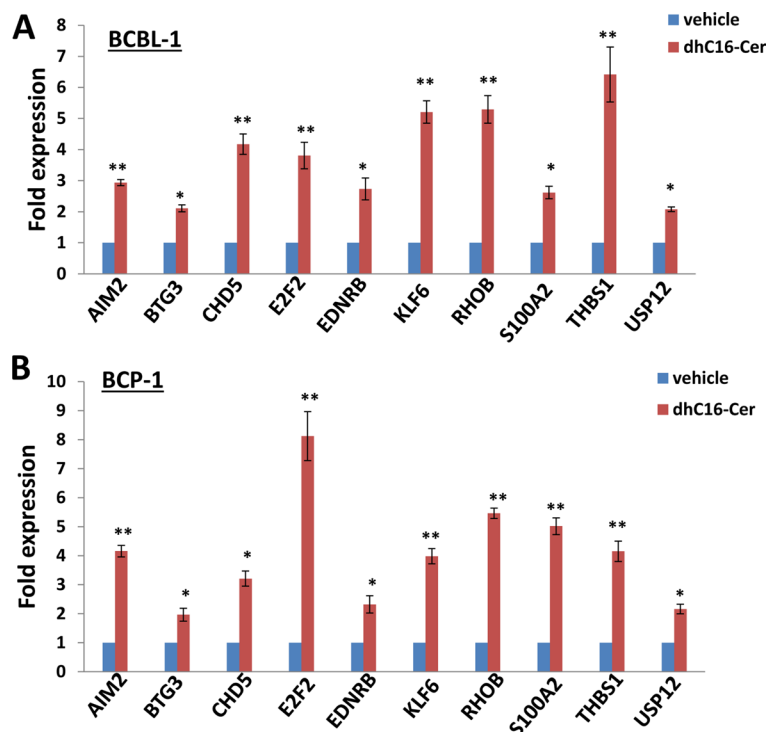 A
BCBL-1
vehicle
dhC16-Cer
Fold expression
8
7
6
5
4
3
2
1
0
**
*
**
**
*
**
**
*
**
*
AIM2
BTG3
CHD5
E2F2
EDNRB
KLF6
RHOB
S100A2
THBS1
USP12
B
BCP-1
vehicle
dhC16-Cer
Fold expression
10
9
8
7
6
5
4
3
2
1
0
**
*
*
**
*
**
**
**
**
*
AIM2
BTG3
CHD5
E2F2
EDNRB
KLF6
RHOB
S100A2
THBS1
USP12